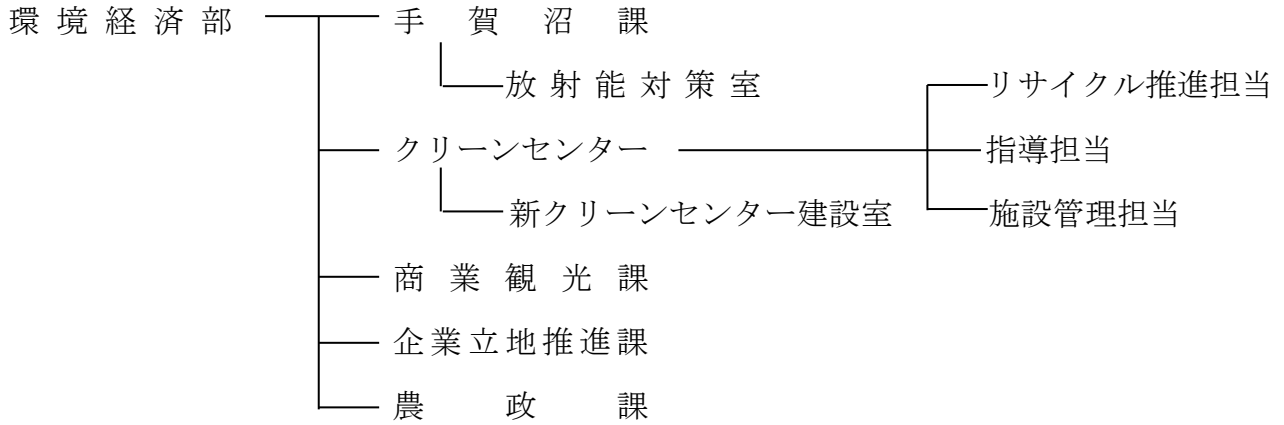 環境経済部 手賀沼課
放射能対策室 リサイクル推進担当
クリーンセンター 指導担当
新クリーンセンター建設室 施設管理担当
商業観光課
企業立地推進課
農政課